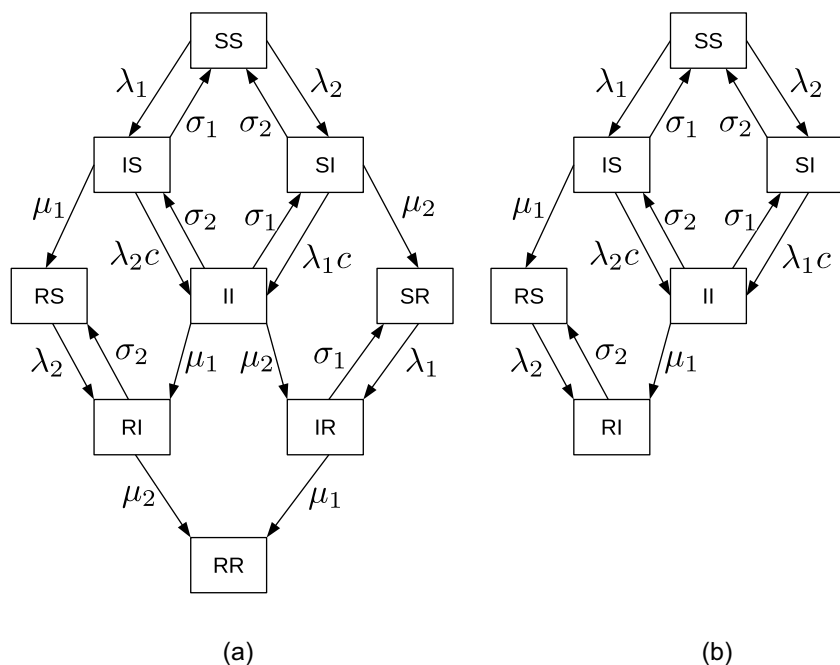 SS
SS
λ₁
λ₂
λ₁
λ₂
σ₁
σ₂
σ₁
σ₂
IS
SI
IS
SI
μ₁
σ₂
σ₁
μ₂
μ₁
σ₂
σ₁
λ₂c
λ₁c
λ₂c
λ₁c
RS
II
SR
RS
II
λ₂
σ₂
μ₁
μ₂
σ₁
λ₁
λ₂
σ₂
μ₁
RI
IR
RI
μ₂
μ₁
RR
(a)
(b)